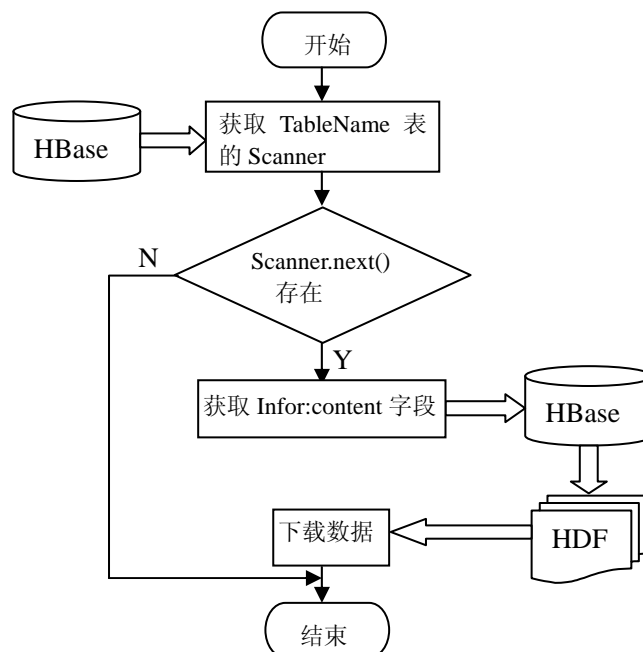 开始
获取 TableName 表
的 Scanner
HBase
N
Scanner.next()
存在
Y
获取 Infor:content 字段
HBase
下载数据
HDF
结束